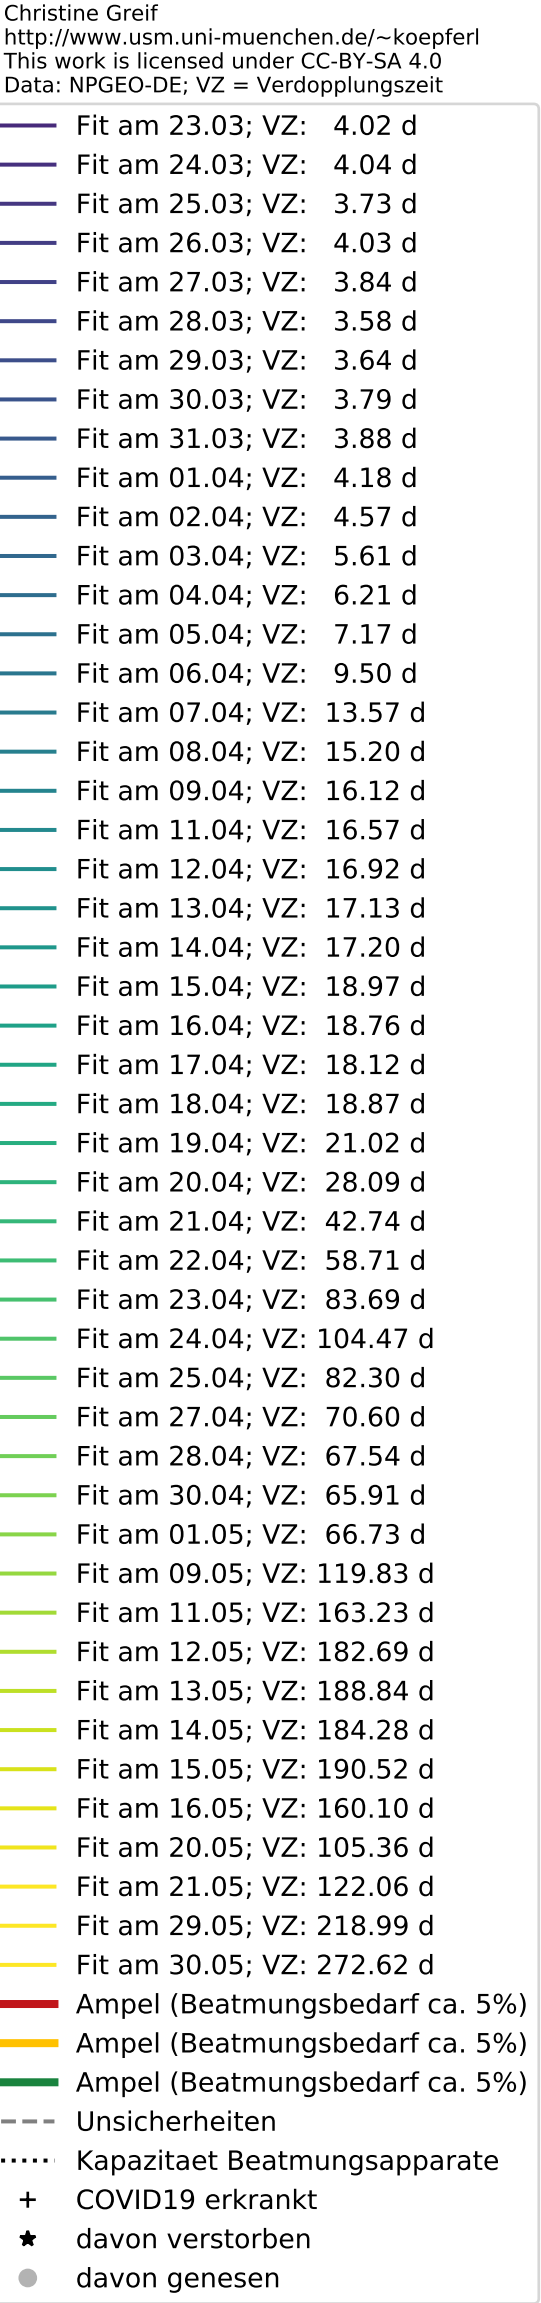 Christine Greif
http://www.usm.uni-muenchen.de/~koepferl
This work is licensed under CC-BY-SA 4.0
Data: NPGEO-DE; VZ = Verdopplungszeit
Fit am 23.03; VZ: 4.02 d
Fit am 24.03; VZ: 4.04 d
Fit am 25.03; VZ: 3.73 d
Fit am 26.03; VZ: 4.03 d
Fit am 27.03; VZ: 3.84 d
Fit am 28.03; VZ: 3.58 d
Fit am 29.03; VZ: 3.64 d
Fit am 30.03; VZ: 3.79 d
Fit am 31.03; VZ: 3.88 d
Fit am 01.04; VZ: 4.18 d
Fit am 02.04; VZ: 4.57 d
Fit am 03.04; VZ: 5.61 d
Fit am 04.04; VZ: 6.21 d
Fit am 05.04; VZ: 7.17 d
Fit am 06.04; VZ: 9.50 d
Fit am 07.04; VZ: 13.57 d
Fit am 08.04; VZ: 15.20 d
Fit am 09.04; VZ: 16.12 d
Fit am 11.04; VZ: 16.57 d
Fit am 12.04; VZ: 16.92 d
Fit am 13.04; VZ: 17.13 d
Fit am 14.04; VZ: 17.20 d
Fit am 15.04; VZ: 18.97 d
Fit am 16.04; VZ: 18.76 d
Fit am 17.04; VZ: 18.12 d
Fit am 18.04; VZ: 18.87 d
Fit am 19.04; VZ: 21.02 d
Fit am 20.04; VZ: 28.09 d
Fit am 21.04; VZ: 42.74 d
Fit am 22.04; VZ: 58.71 d
Fit am 23.04; VZ: 83.69 d
Fit am 24.04; VZ: 104.47 d
Fit am 25.04; VZ: 82.30 d
Fit am 27.04; VZ: 70.60 d
Fit am 28.04; VZ: 67.54 d
Fit am 30.04; VZ: 65.91 d
Fit am 01.05; VZ: 66.73 d
Fit am 09.05; VZ: 119.83 d
Fit am 11.05; VZ: 163.23 d
Fit am 12.05; VZ: 182.69 d
Fit am 13.05; VZ: 188.84 d
Fit am 14.05; VZ: 184.28 d
Fit am 15.05; VZ: 190.52 d
Fit am 16.05; VZ: 160.10 d
Fit am 20.05; VZ: 105.36 d
Fit am 21.05; VZ: 122.06 d
Fit am 29.05; VZ: 218.99 d
Fit am 30.05; VZ: 272.62 d
Ampel (Beatmungsbedarf ca. 5%)
Ampel (Beatmungsbedarf ca. 5%)
Ampel (Beatmungsbedarf ca. 5%)
Unsicherheiten
Kapazitaet Beatmungsapparate
COVID19 erkrankt
davon verstorben
davon genesen